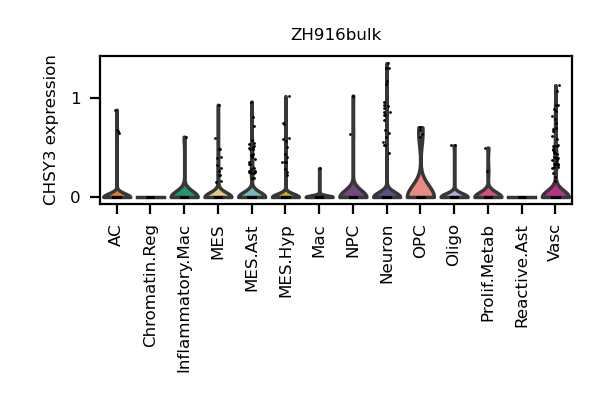 ZH916bulk
CHSY3 expression
1
0
AC
Chromatin.Reg
Inflammatory.Mac
MES
MES.Ast
MES.Hyp
Mac
NPC
Neuron
OPC
Oligo
Prolif.Metab
Reactive.Ast
Vasc